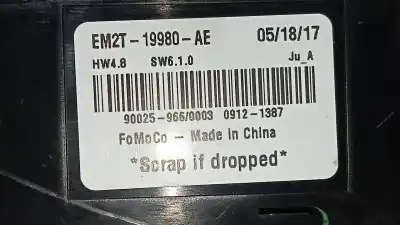 EM2T-19980-AE 05/18/17
HW4.8 SW6.1.0 Ju_A
90025-966/0003 0912-1387
FoMoCo - Made in China
*Scrap if dropped*